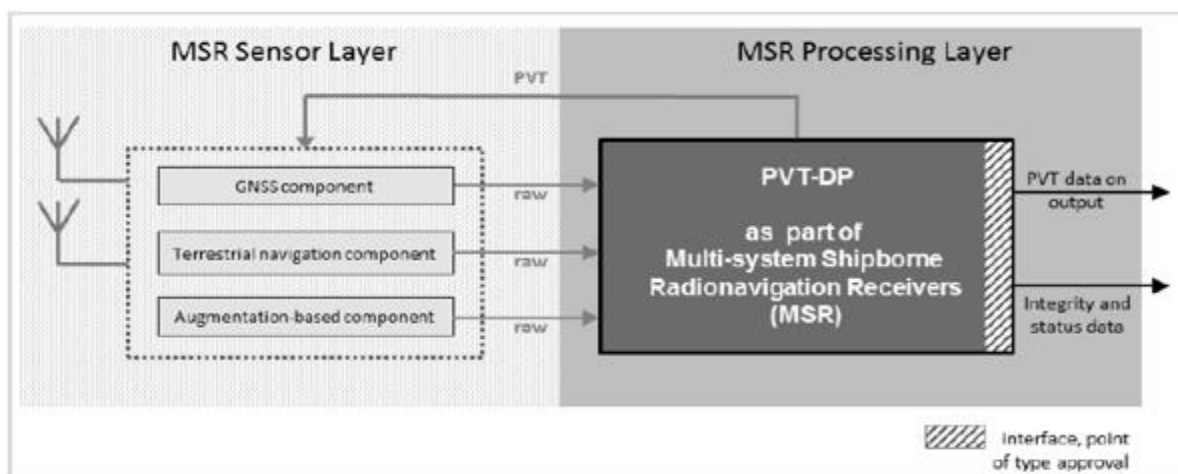 MSR Sensor Layer
MSR Processing Layer
PVT
GNSS component
raw
Terrestrial navigation component
raw
Augmentation-based component
raw
PVT-DP
as part of
Multi-system Shipborne
Radionavigation Receivers
(MSR)
PVT data on
output
Integrity and
status data
interface, point
of type approval